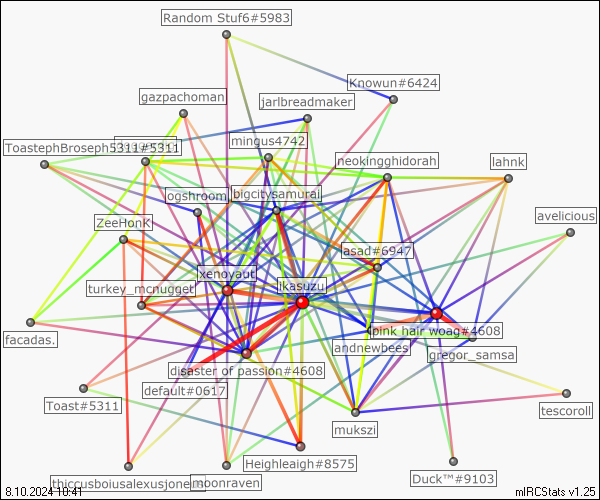 Random Stuf6#5983
Knowun#6424
gazpachoman
jarlbreadmaker
mingus4742
ToastephBroseph5311#5311
neokingghidorah
lahnk
ogshroom
bigcitysamurai
avelicious
ZeeHonK
asad#6947
xenoyaut
kasuzu
turkey_mcnugget
facadas.
pink hair woag#4608
andnewbees
gregor_samsa
disaster of passion#4608
default#0617
Toast#5311
tescoroll
mukszi
Heighleaigh#8575
thiccusboiusalexusjoneus
moonraven
Duck™#9103
8.10.2024 10:41
mIRCStats v1.25